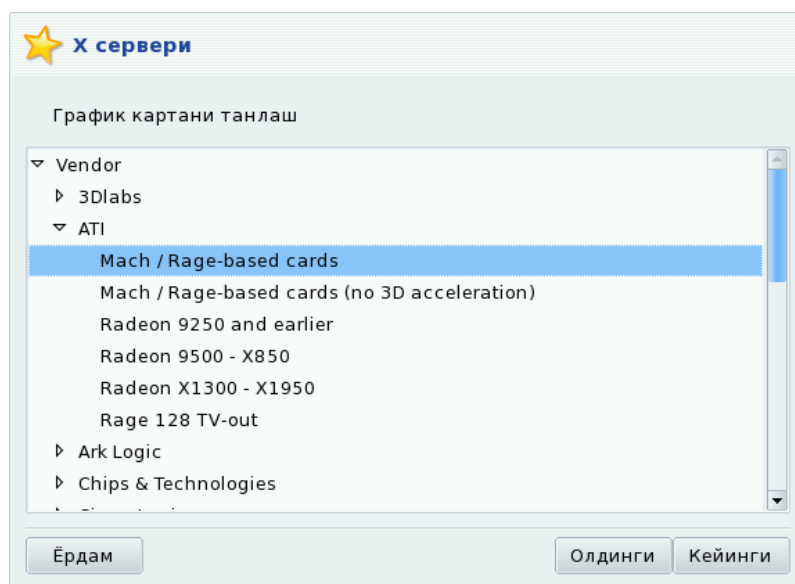 X сервери
График картани танлаш
Vendor
3Dlabs
ATI
Mach / Rage-based cards
Mach / Rage-based cards (no 3D acceleration)
Radeon 9250 and earlier
Radeon 9500 - X850
Radeon X1300 - X1950
Rage 128 TV-out
Ark Logic
Chips & Technologies
Ёрдам
Олдинги
Кейинги